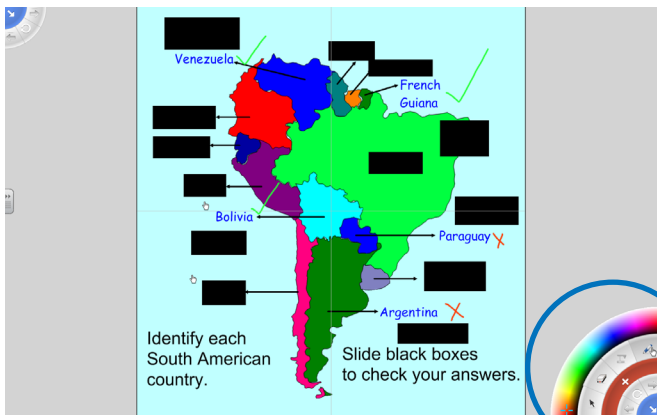 Venezuela
French
Guiana
Bolivia
Paraguay
Argentina
Identify each
South American
country.
Slide black boxes
to check your answers.